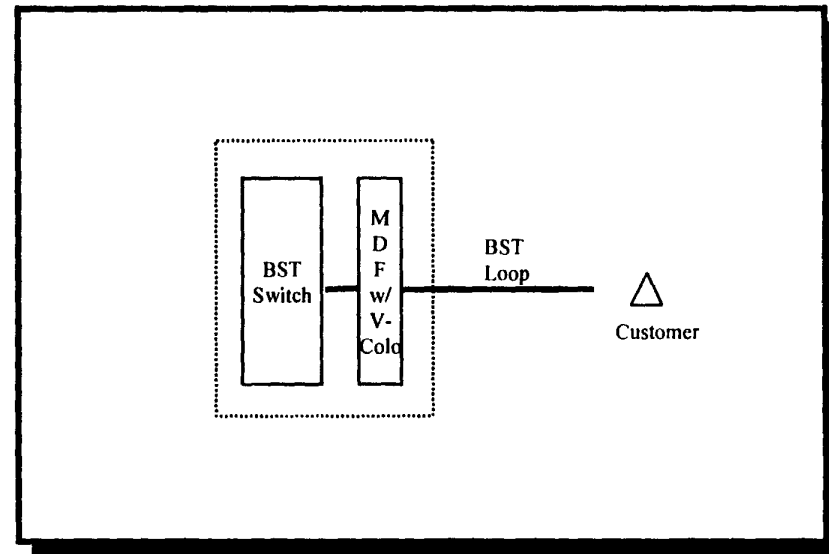 BST
Switch
M
D
F
w/
V-
Colo
BST
Loop
Customer